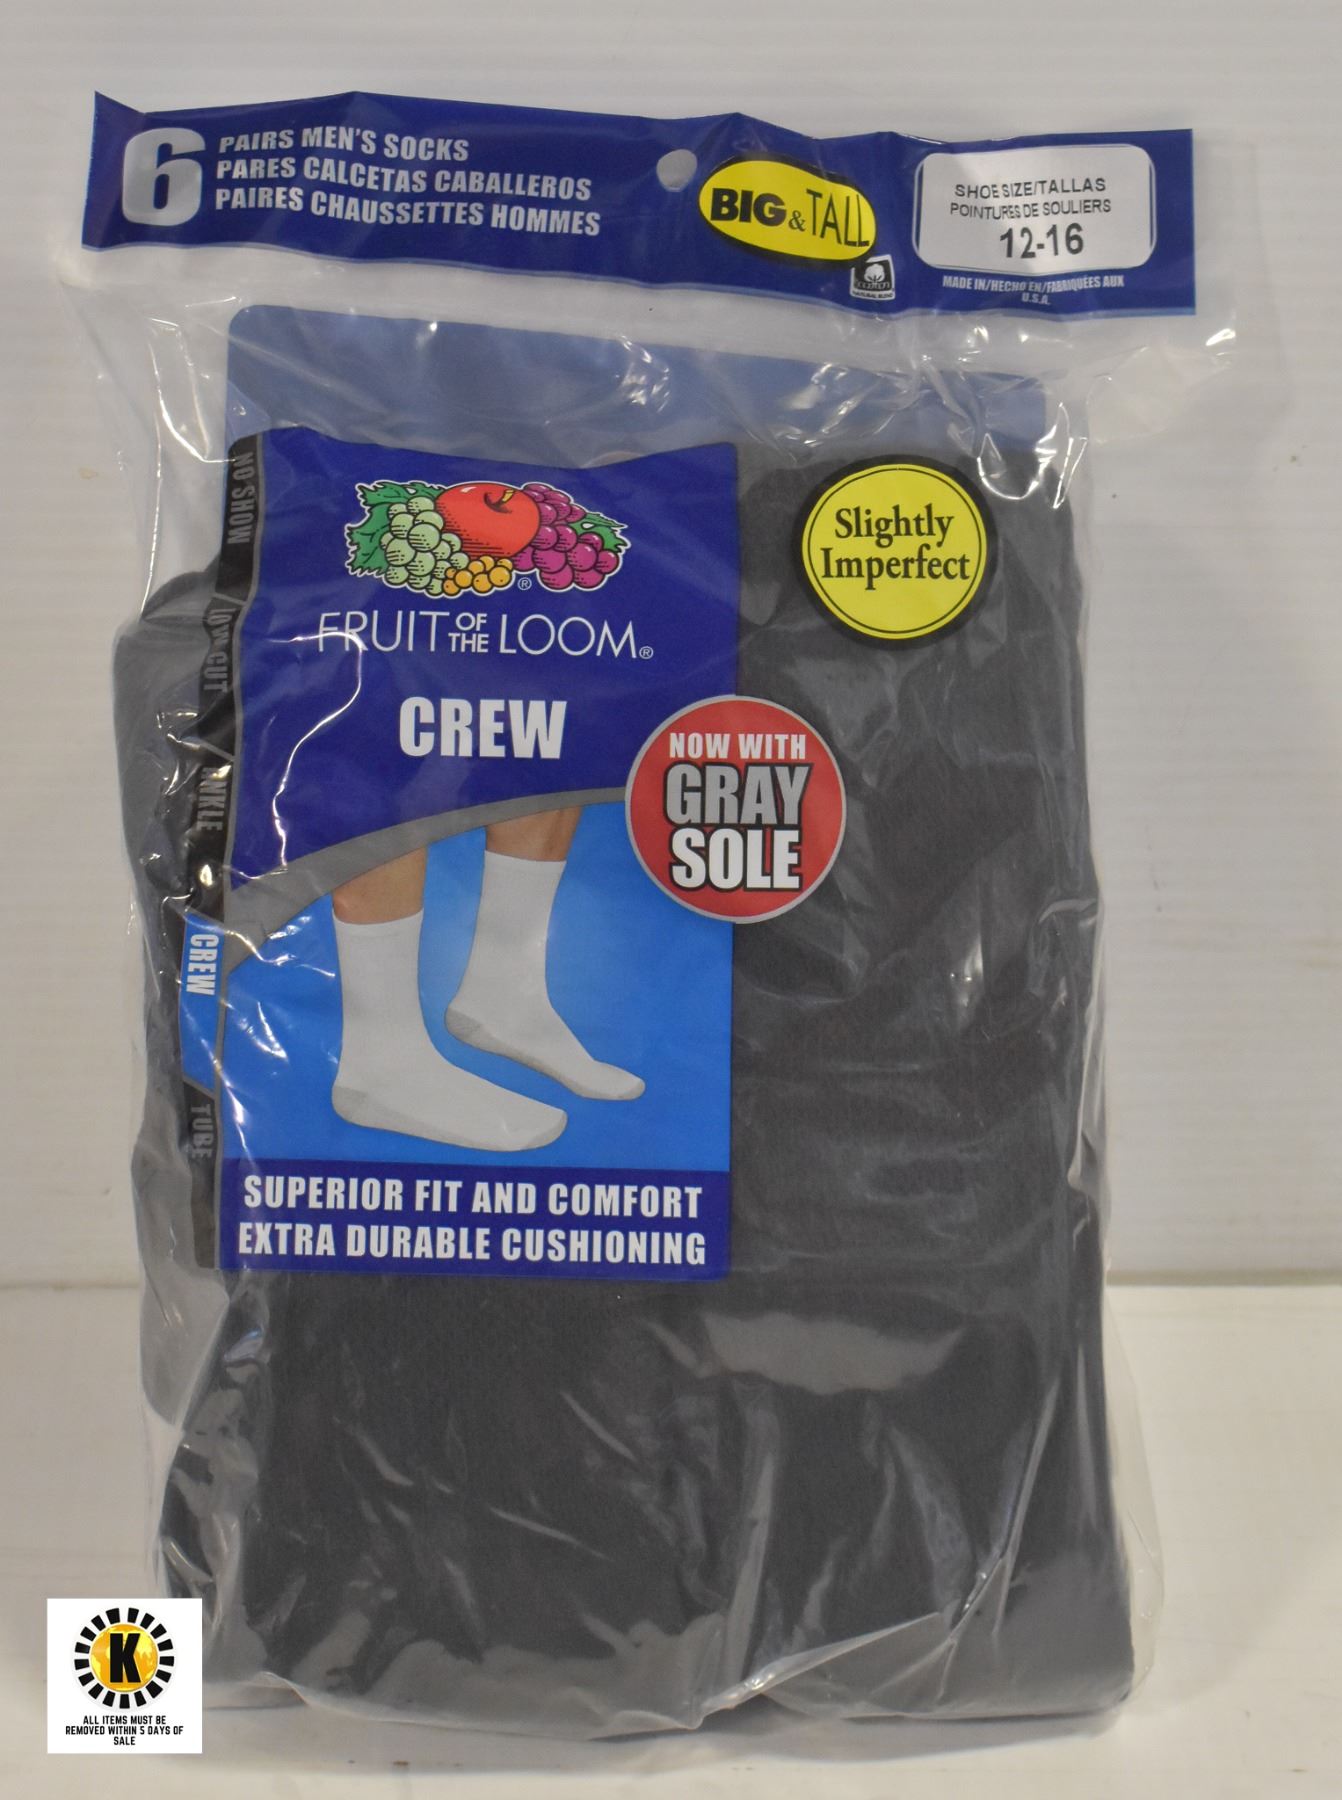 6
PAIRS MEN'S SOCKS
PARES CALCETAS CABALLEROS
PAIRES CHAUSSETTES HOMMES
BIG & TALL
SHOE SIZE/TALLAS
POINTURES DE SOULIERS
12-16
MADE IN/HECHO EN/FABRIQUÉES AUX
U.S.A.
NO SHOW
LOW CUT
ANKLE
CREW
TUBE
FRUIT OF THE LOOM®
CREW
Slightly
Imperfect
NOW WITH
GRAY
SOLE
SUPERIOR FIT AND COMFORT
EXTRA DURABLE CUSHIONING
K
ALL ITEMS MUST BE
REMOVED WITHIN 5 DAYS OF
SALE